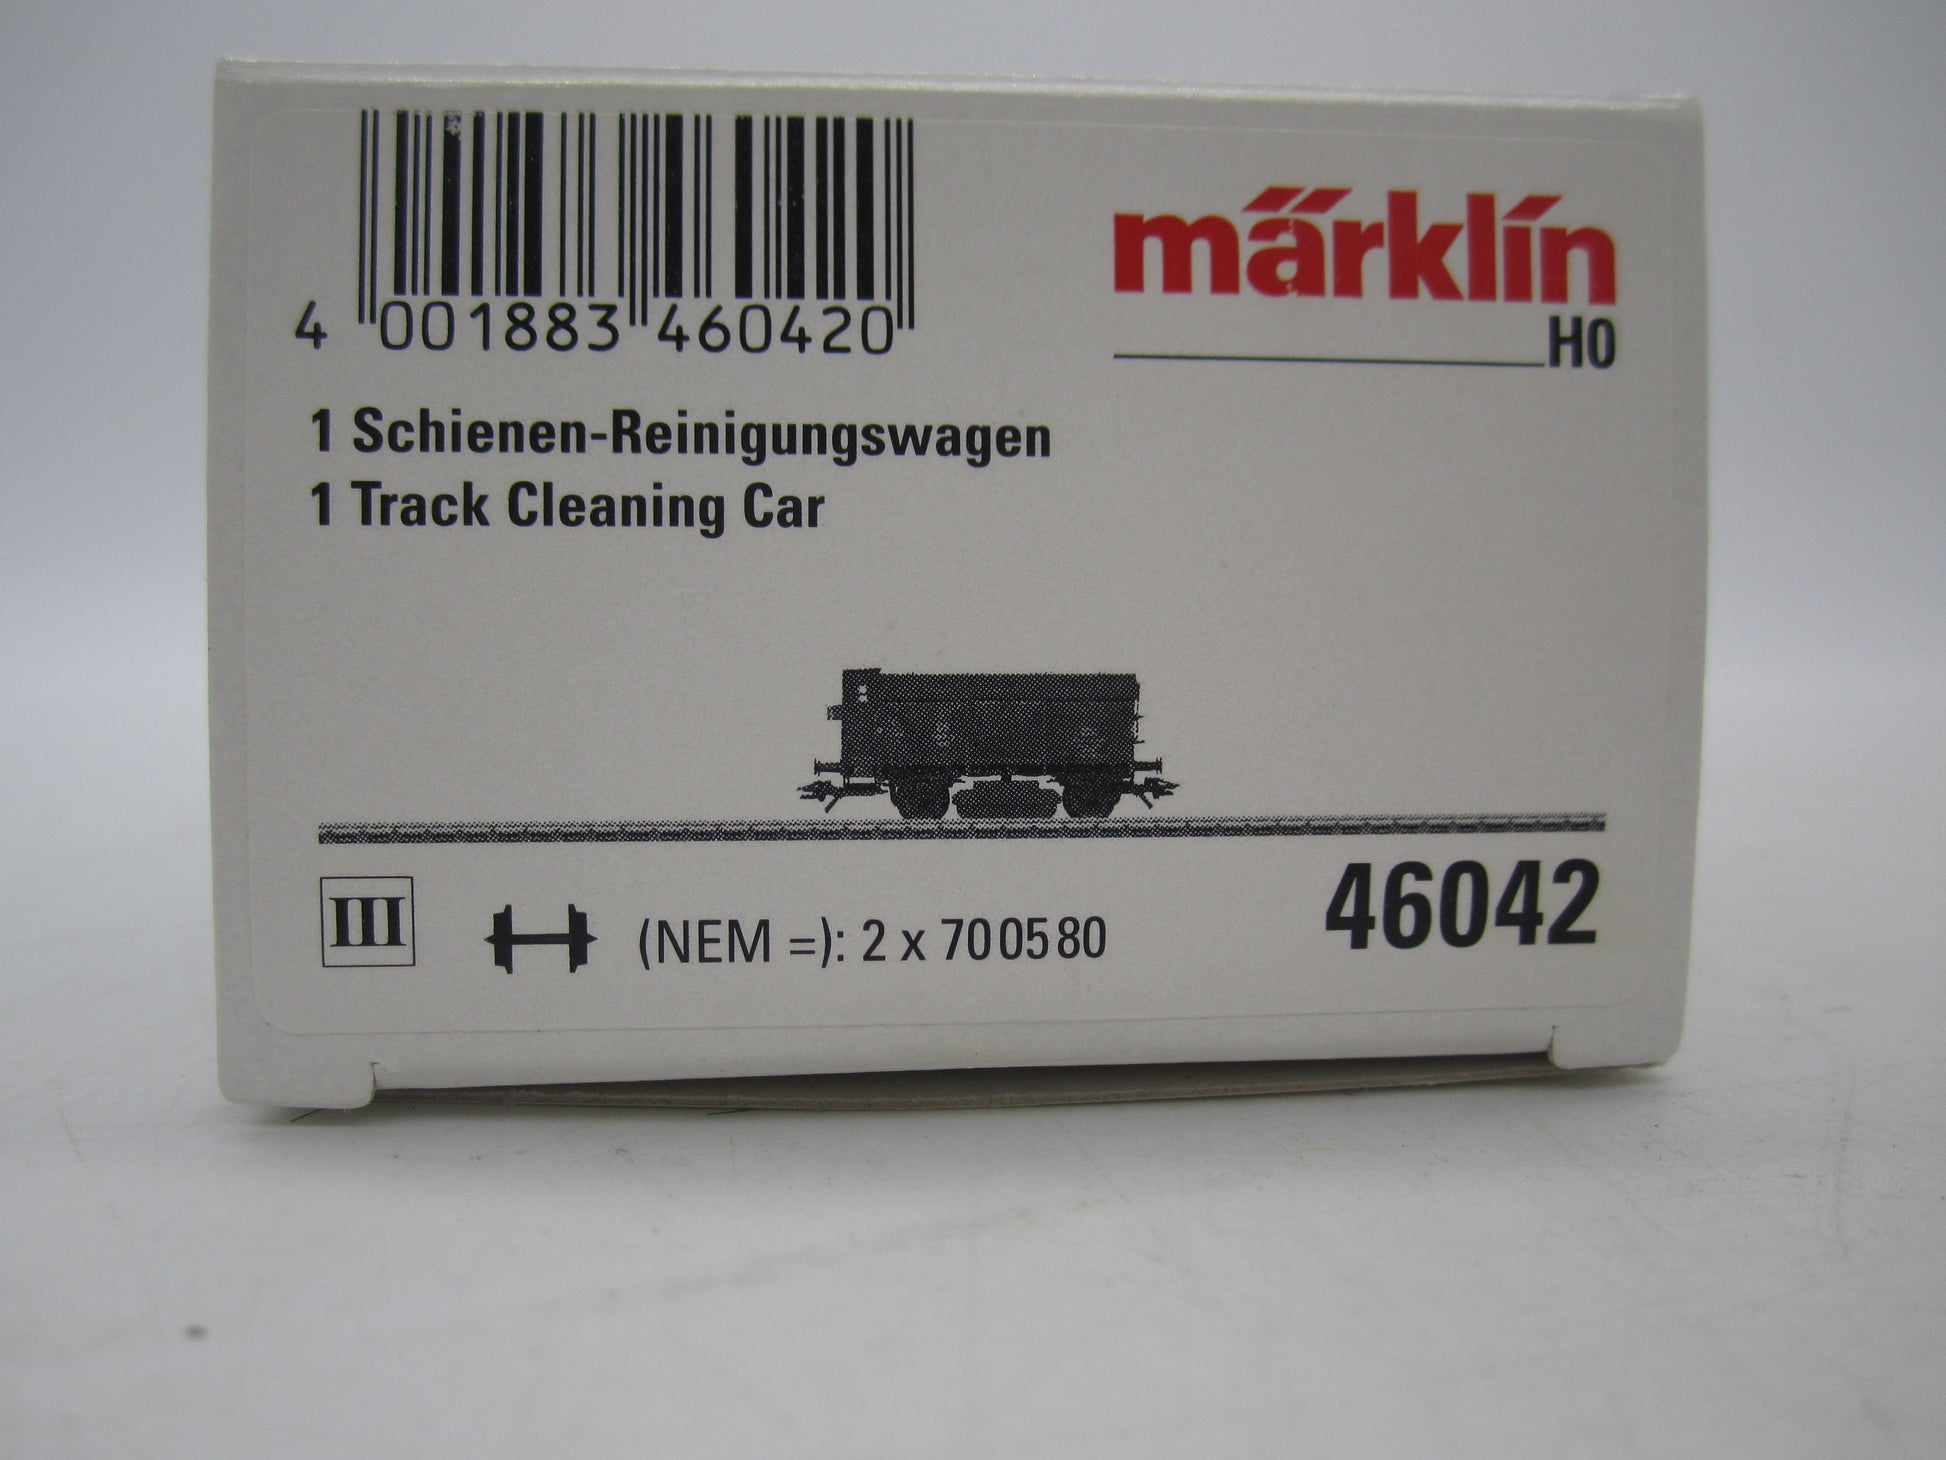 4 001883 460420
märklin
H0
1 Schienen-Reinigungswagen
1 Track Cleaning Car
III
(NEM =): 2 x 70 05 80
46042